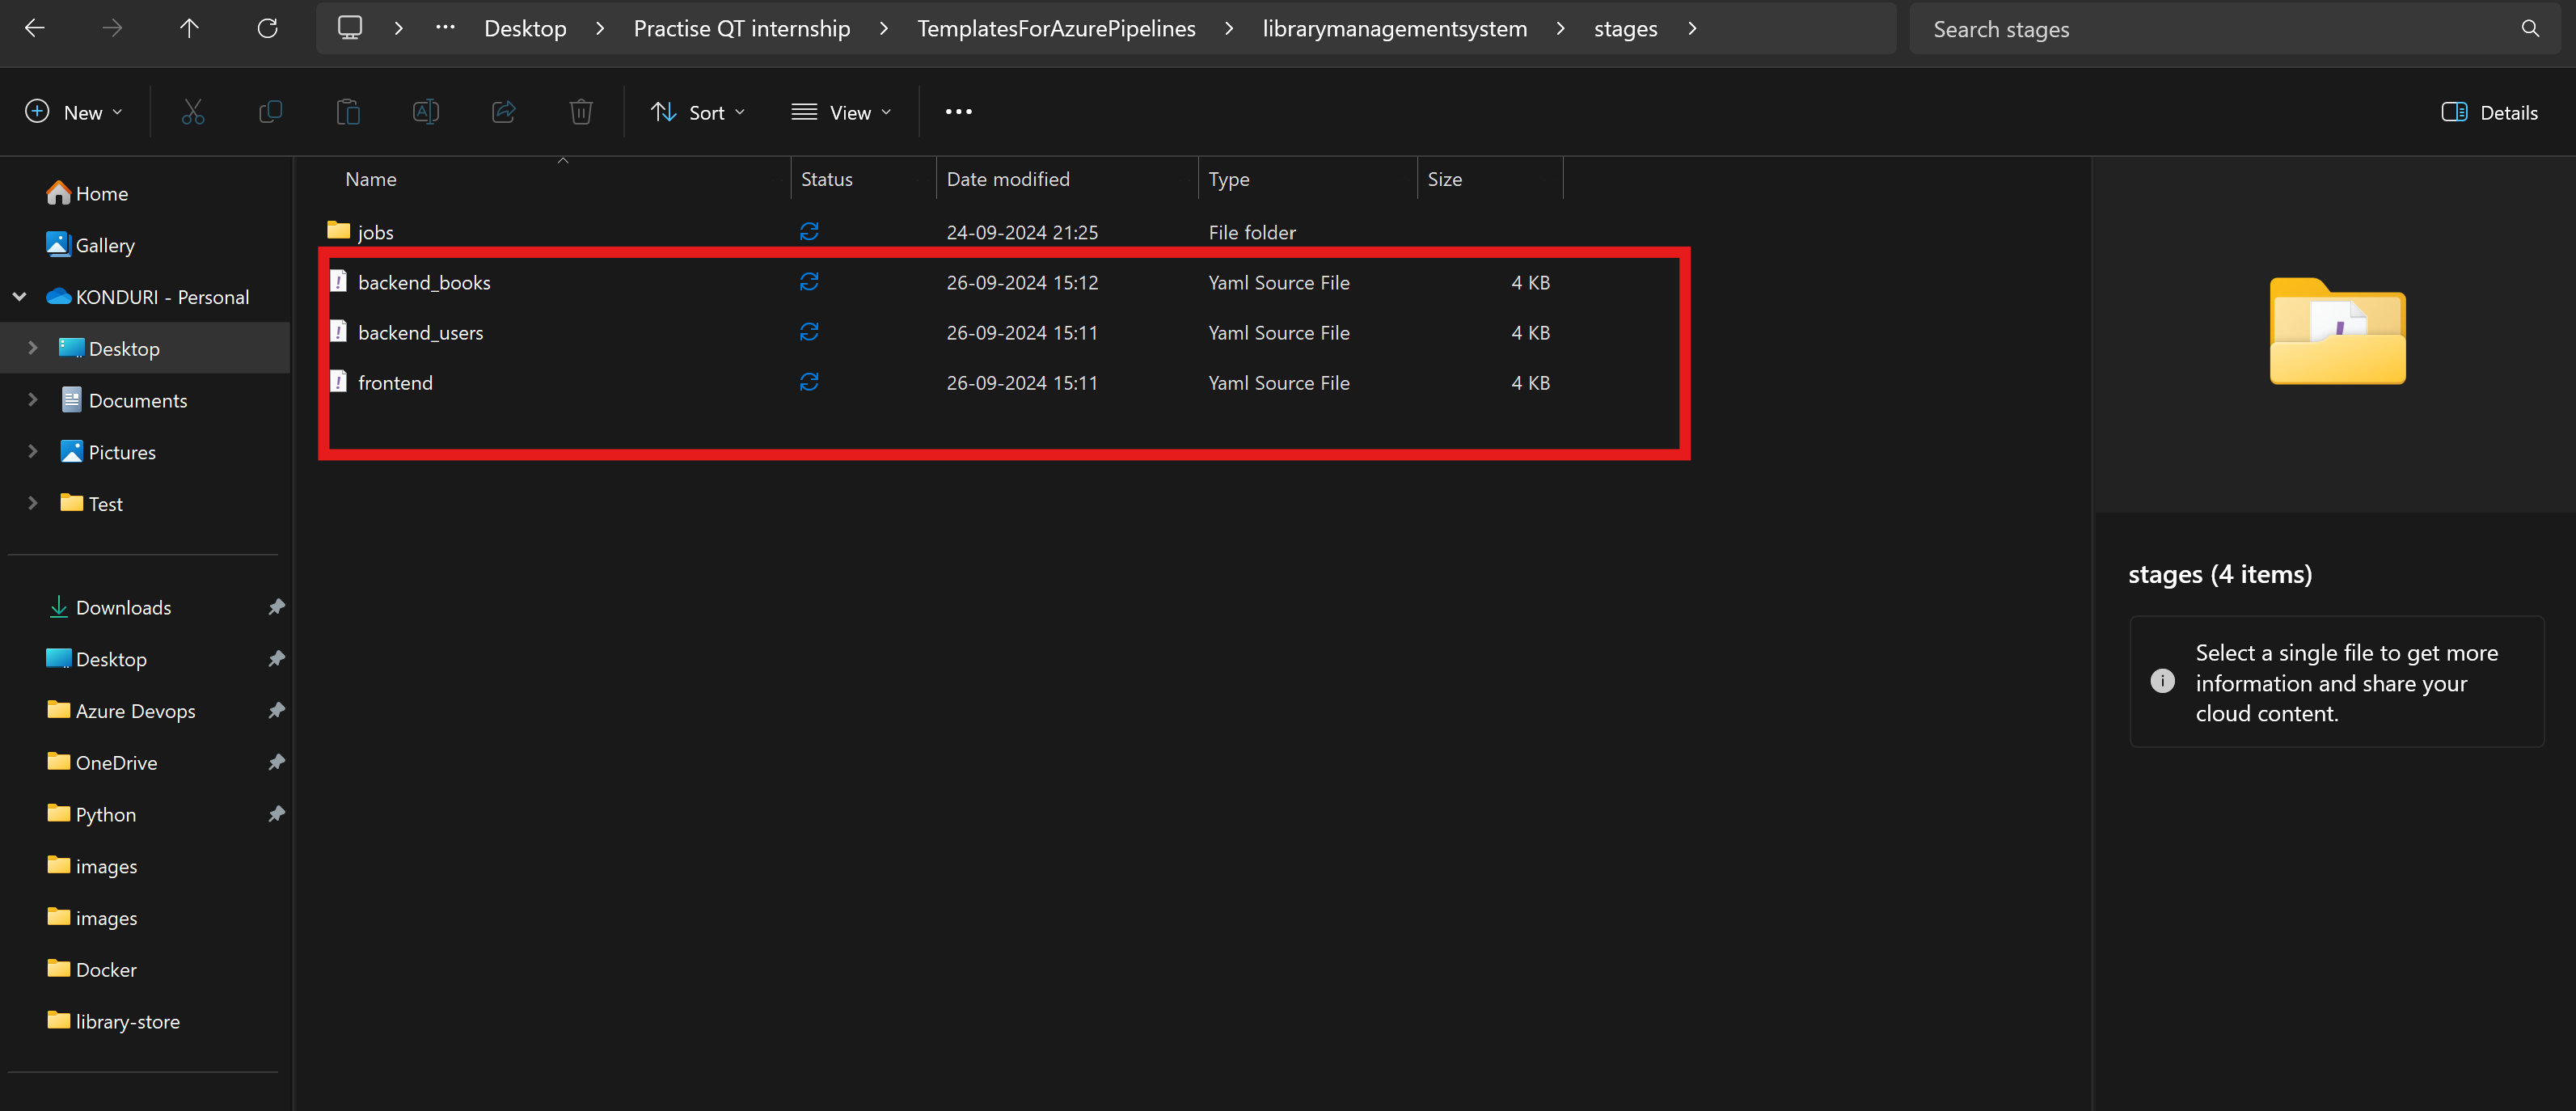 Desktop > Practise QT internship > TemplatesForAzurePipelines > librarymanagementsystem > stages >
Search stages
New
Sort
View
Details
Name Status Date modified Type Size
jobs 24-09-2024 21:25 File folder
backend_books 26-09-2024 15:12 Yaml Source File 4 KB
backend_users 26-09-2024 15:11 Yaml Source File 4 KB
frontend 26-09-2024 15:11 Yaml Source File 4 KB
Home
Gallery
KONDURI - Personal
Desktop
Documents
Pictures
Test
Downloads
Desktop
Azure Devops
OneDrive
Python
images
images
Docker
library-store
stages (4 items)
Select a single file to get more
information and share your
cloud content.